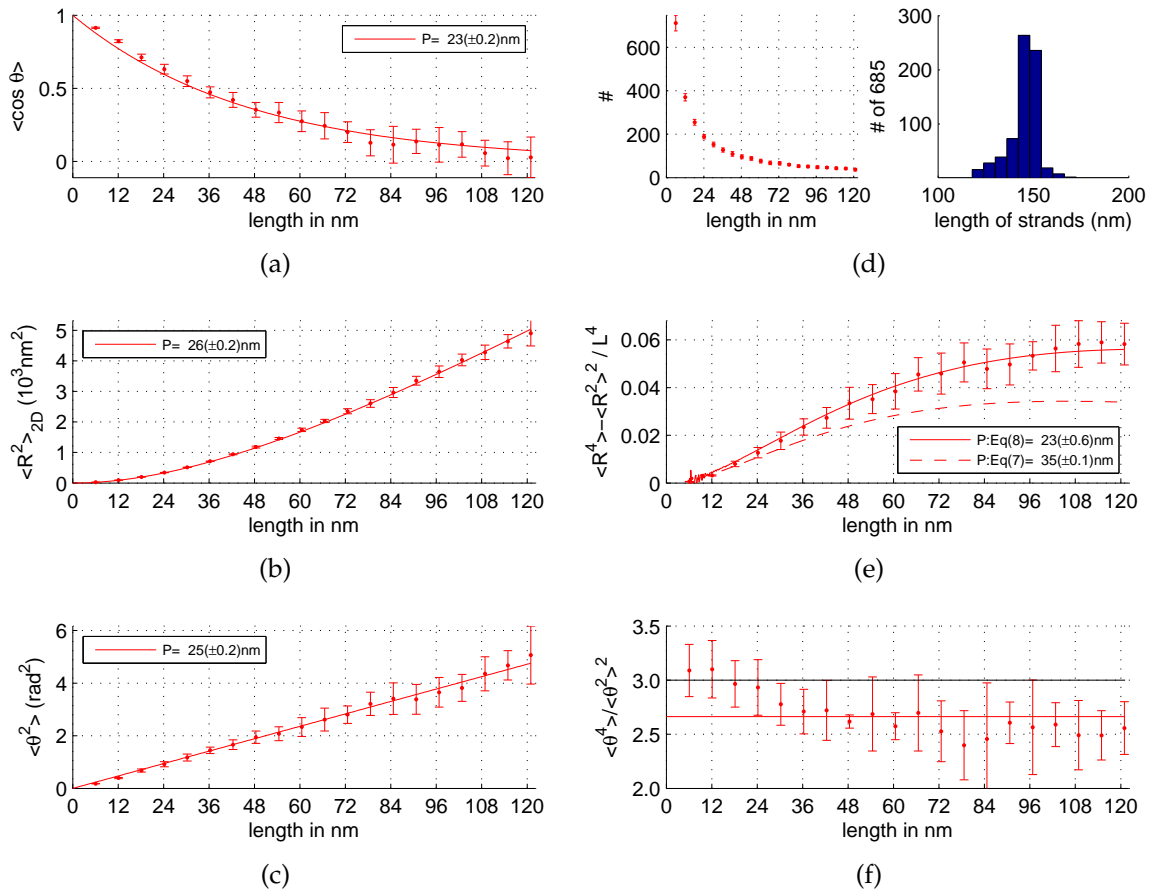 <cos θ>
1
0.5
0
P= 23(±0.2)nm
0 12 24 36 48 60 72 84 96 108 120
length in nm
(a)
#
600
400
200
0
0 24 48 72 96 120
length in nm
# of 685
300
200
100
100 150 200
length of strands (nm)
(d)
<R²>₂D (10³nm²)
5
4
3
2
1
0
P= 26(±0.2)nm
0 12 24 36 48 60 72 84 96 108 120
length in nm
(b)
<R⁴>−<R²>² / L⁴
0.06
0.04
0.02
0
P:Eq(8)= 23(±0.6)nm
P:Eq(7)= 35(±0.1)nm
0 12 24 36 48 60 72 84 96 108 120
length in nm
(e)
<θ²> (rad²)
6
4
2
0
P= 25(±0.2)nm
0 12 24 36 48 60 72 84 96 108 120
length in nm
(c)
<θ⁴>/<θ²>²
3.5
3.0
2.5
2.0
0 12 24 36 48 60 72 84 96 108 120
length in nm
(f)